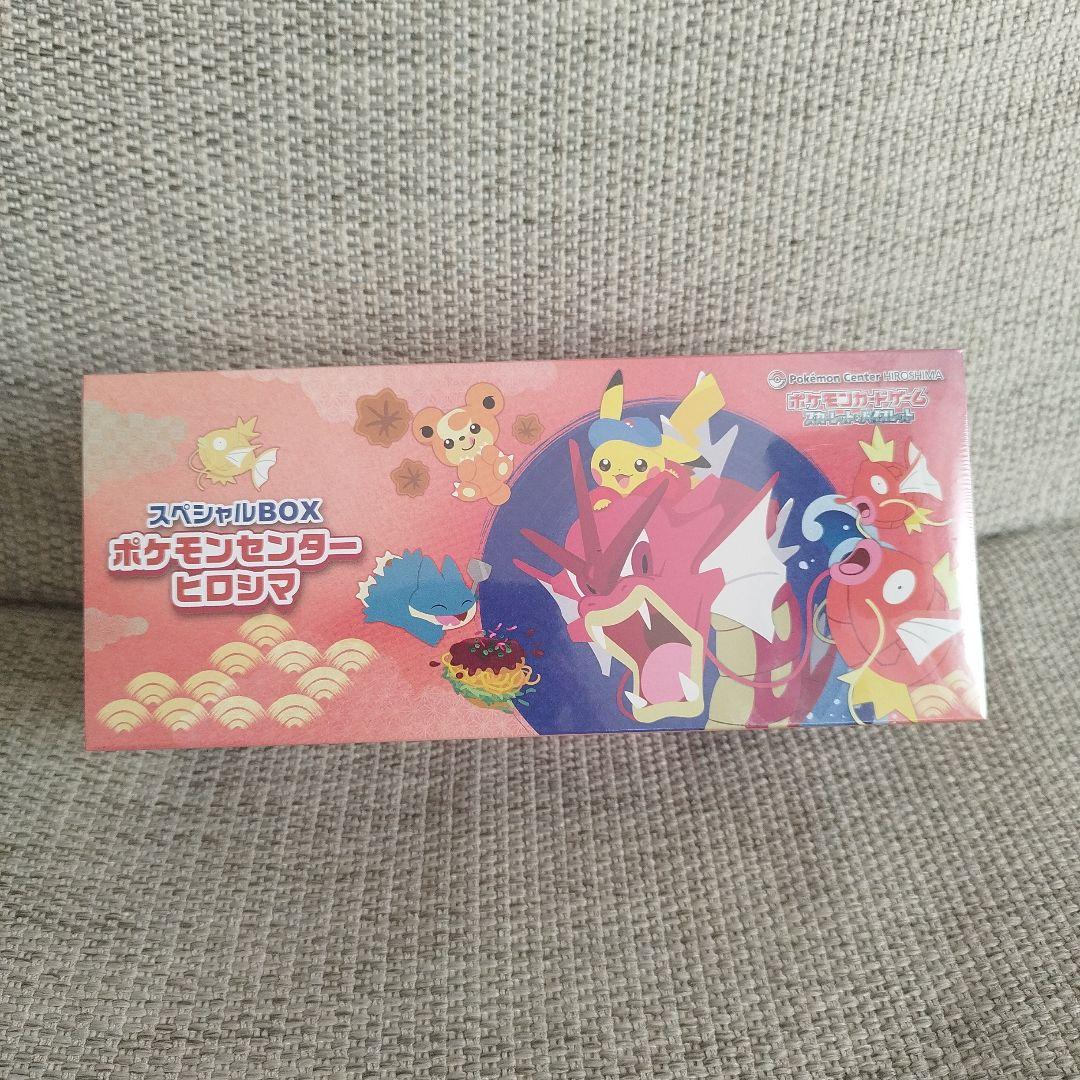 Pokémon Center HIROSHIMA
ポケモンカードゲーム
スカーレット&バイオレット
スペシャルBOX
ポケモンセンター
ヒロシマ